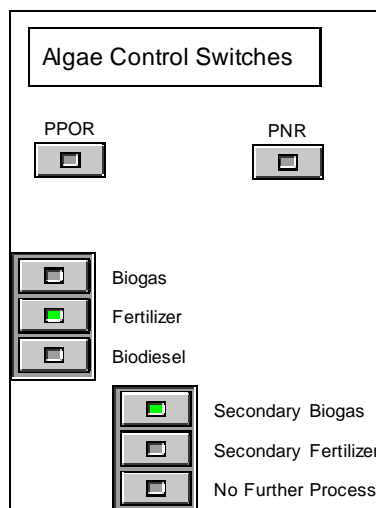 Algae Control Switches
PPOR PNR
Biogas
Fertilizer
Biodiesel
Secondary Biogas
Secondary Fertilizer
No Further Process